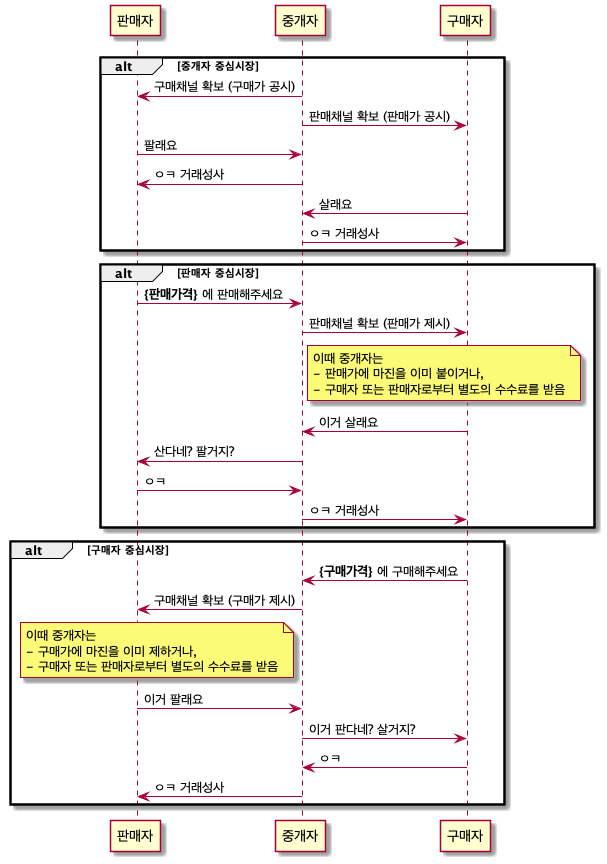 판매자 중개자 구매자
alt [중개자 중심시장]
구매채널 확보 (구매가 공시)
판매채널 확보 (판매가 공시)
팔래요
ㅇㅋ 거래성사
살래요
ㅇㅋ 거래성사
alt [판매자 중심시장]
{판매가격} 에 판매해주세요
판매채널 확보 (판매가 제시)
이때 중개자는
- 판매가에 마진을 이미 붙이거나,
- 구매자 또는 판매자로부터 별도의 수수료를 받음
이거 살래요
산다네? 팔거지?
ㅇㅋ
ㅇㅋ 거래성사
alt [구매자 중심시장]
{구매가격} 에 구매해주세요
구매채널 확보 (구매가 제시)
이때 중개자는
- 구매가에 마진을 이미 제하거나,
- 구매자 또는 판매자로부터 별도의 수수료를 받음
이거 팔래요
이거 판다네? 살거지?
ㅇㅋ
ㅇㅋ 거래성사
판매자 중개자 구매자